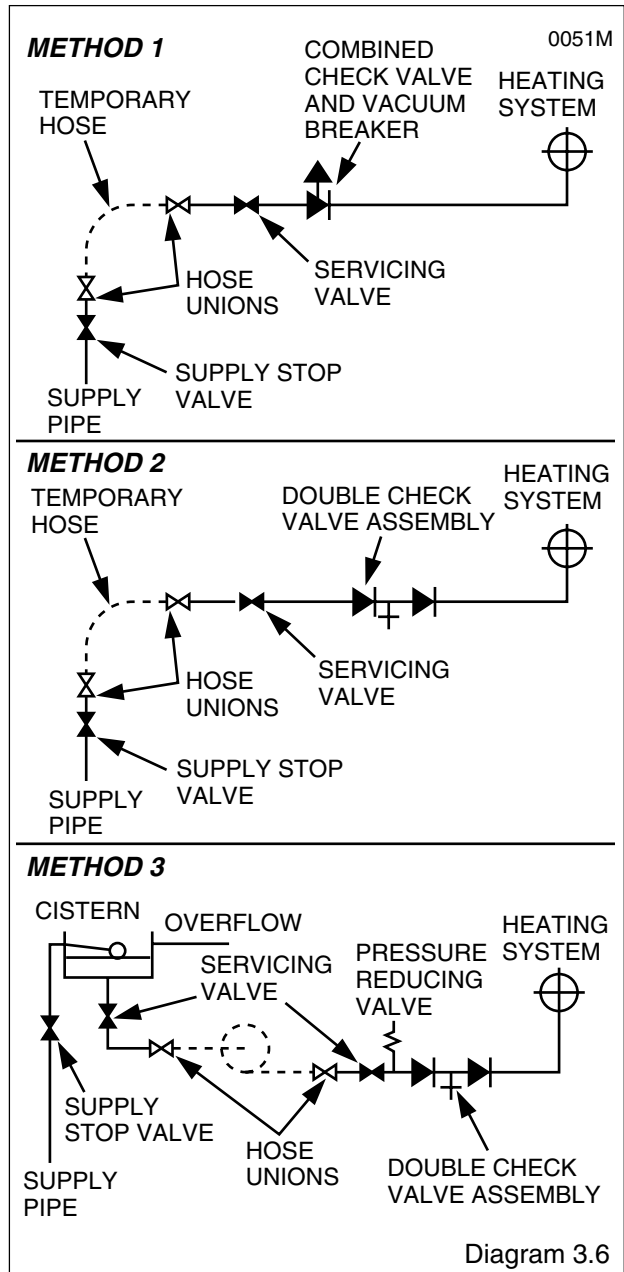 METHOD 1
0051M
COMBINED
CHECK VALVE
AND VACUUM
BREAKER
HEATING
SYSTEM
TEMPORARY
HOSE
HOSE
UNIONS
SERVICING
VALVE
SUPPLY STOP
VALVE
SUPPLY
PIPE
METHOD 2
TEMPORARY
HOSE
DOUBLE CHECK
VALVE ASSEMBLY
HEATING
SYSTEM
HOSE
UNIONS
SERVICING
VALVE
SUPPLY STOP
VALVE
SUPPLY
PIPE
METHOD 3
CISTERN
OVERFLOW
SERVICING
VALVE
PRESSURE
REDUCING
VALVE
HEATING
SYSTEM
SUPPLY
STOP VALVE
HOSE
UNIONS
DOUBLE CHECK
VALVE ASSEMBLY
SUPPLY
PIPE
Diagram 3.6